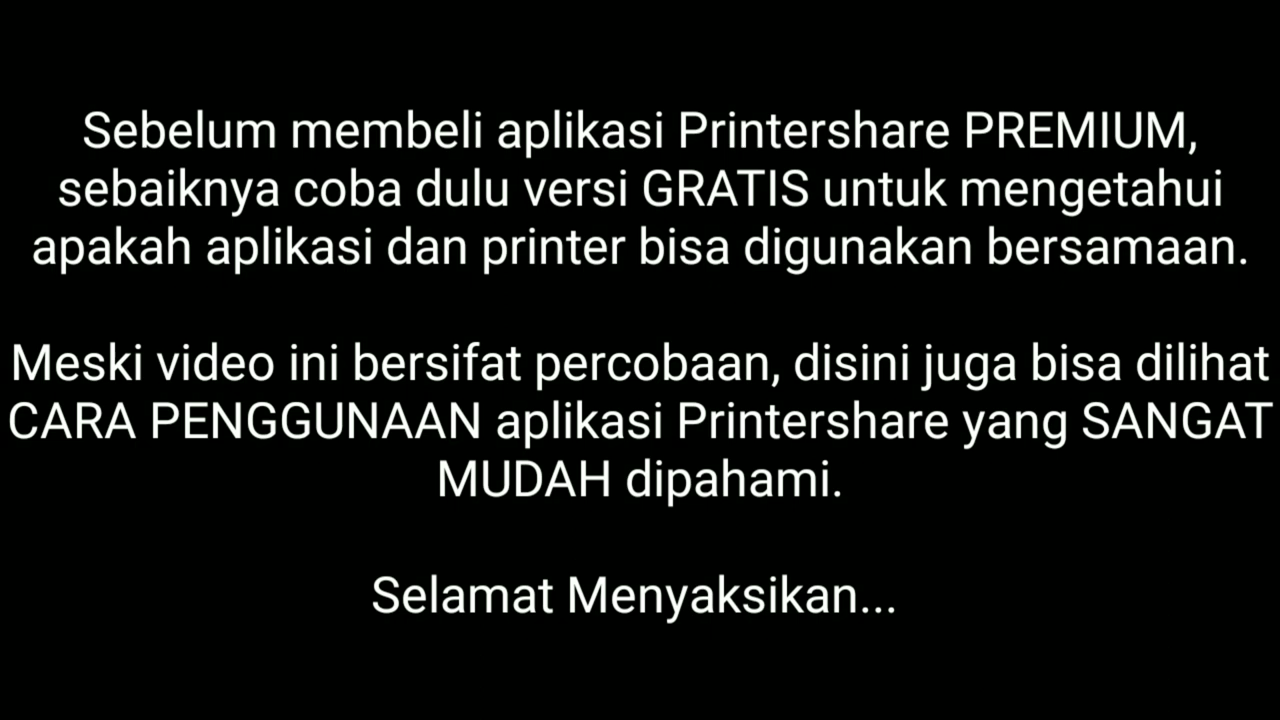 Sebelum membeli aplikasi Printershare PREMIUM,
sebaiknya coba dulu versi GRATIS untuk mengetahui
apakah aplikasi dan printer bisa digunakan bersamaan.
Meski video ini bersifat percobaan, disini juga bisa dilihat
CARA PENGGUNAAN aplikasi Printershare yang SANGAT
MUDAH dipahami.
Selamat Menyaksikan...